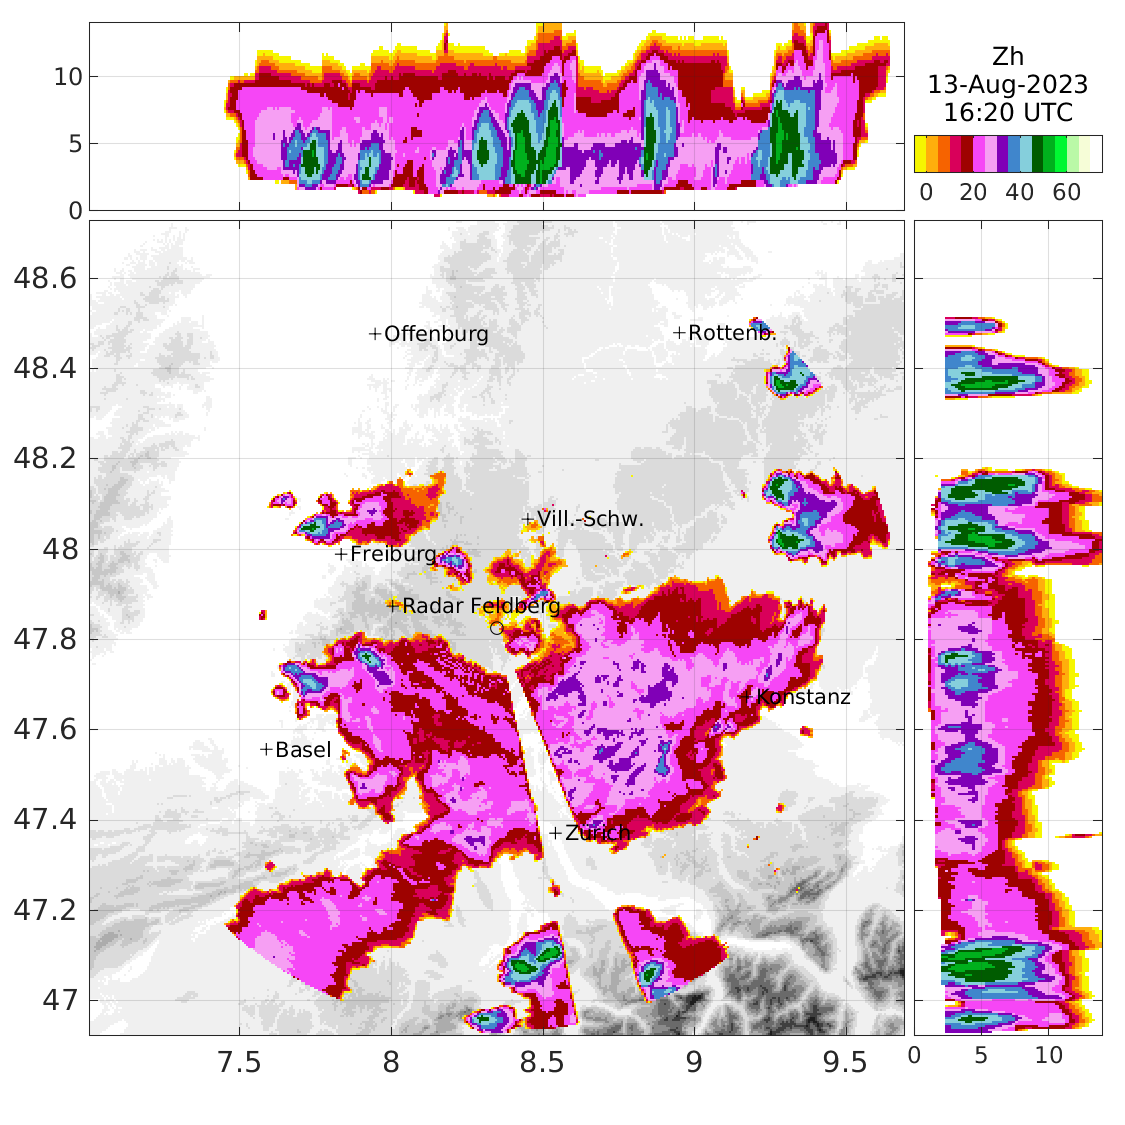 Zh
13-Aug-2023
16:20 UTC
0 20 40 60
10
5
0
48.6
48.4
48.2
48
47.8
47.6
47.4
47.2
47
+Offenburg
+Rottenb.
+Vill.-Schw.
+Freiburg
+Radar Feldberg
+Konstanz
+Basel
+Zurich
7.5 8 8.5 9 9.5
0 5 10